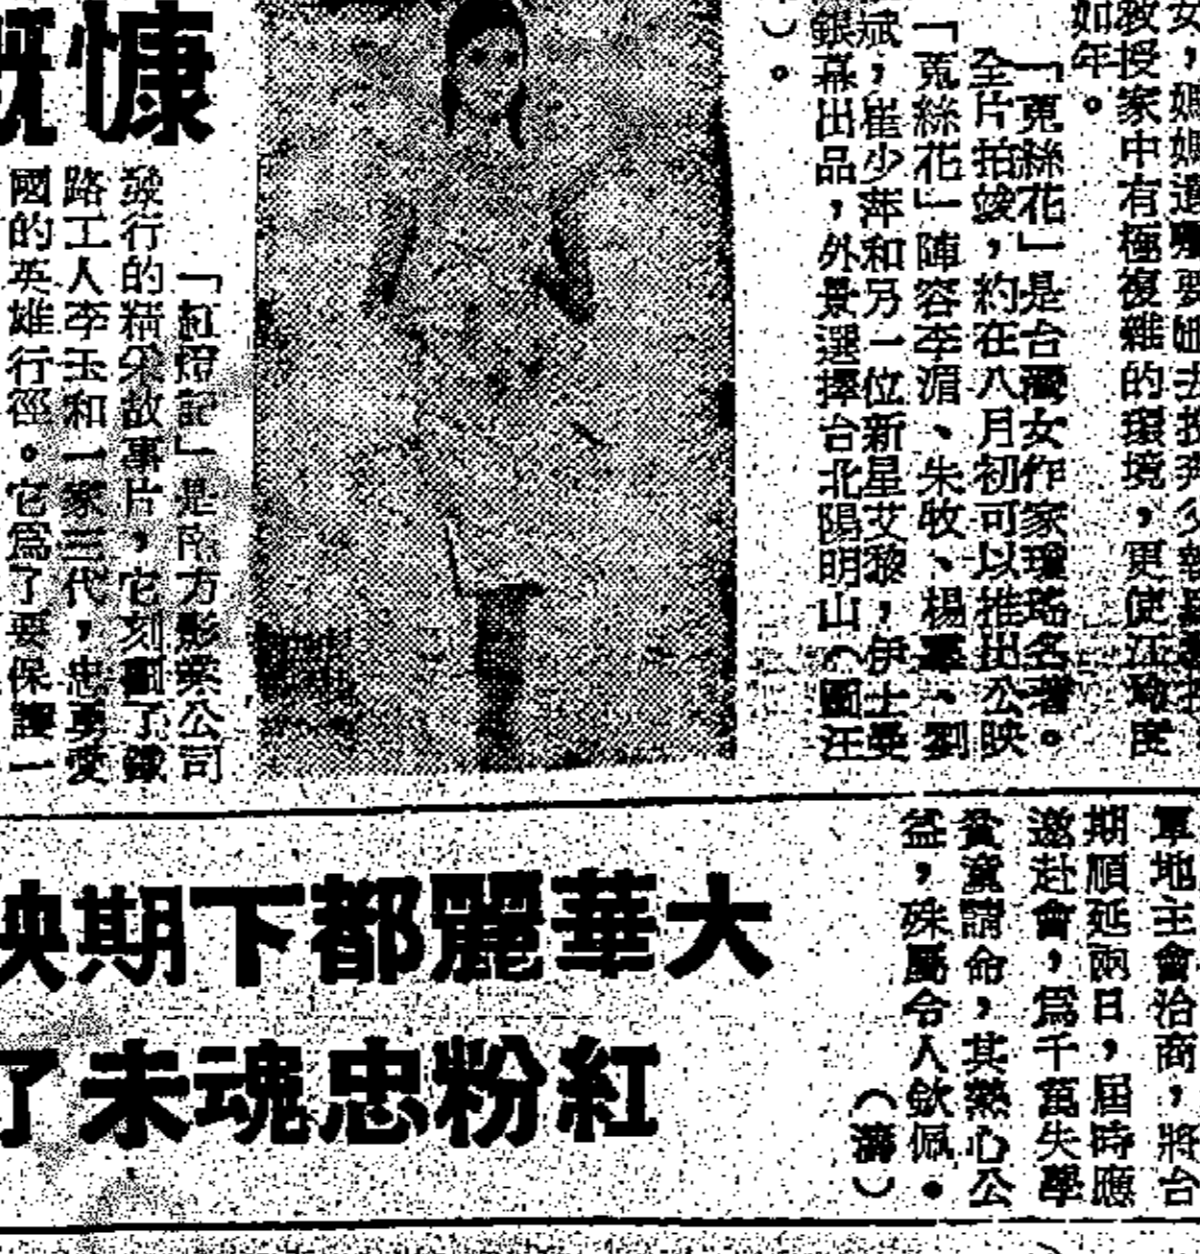 如年。
教授家中有極複雜的環境，更使江瑜度
「菟絲花」是台灣女作家瓊瑤名著。
全片拍竣，約在八月初可以推出公映
「菟絲花」陣容李湄、朱牧、楊羣、劉
斌，崔少萍和另一位新星艾黎，伊士曼
銀幕出品，外景選擇台北陽明山（圖汪
）。
慷
「紅燈記」是南方影業公司
發行的精采故事片，它刻劃了鐵
路工人李玉和一家三代，忠勇愛
國的英雄行徑。它爲了要保護一
單地主會洽商，將台
期順延兩日，屆時應
邀赴會，爲千萬失學
貧童請命，其熱心公
益，殊屬令人欽佩。
（濤）
大華麗都下期映
紅粉忠魂未了